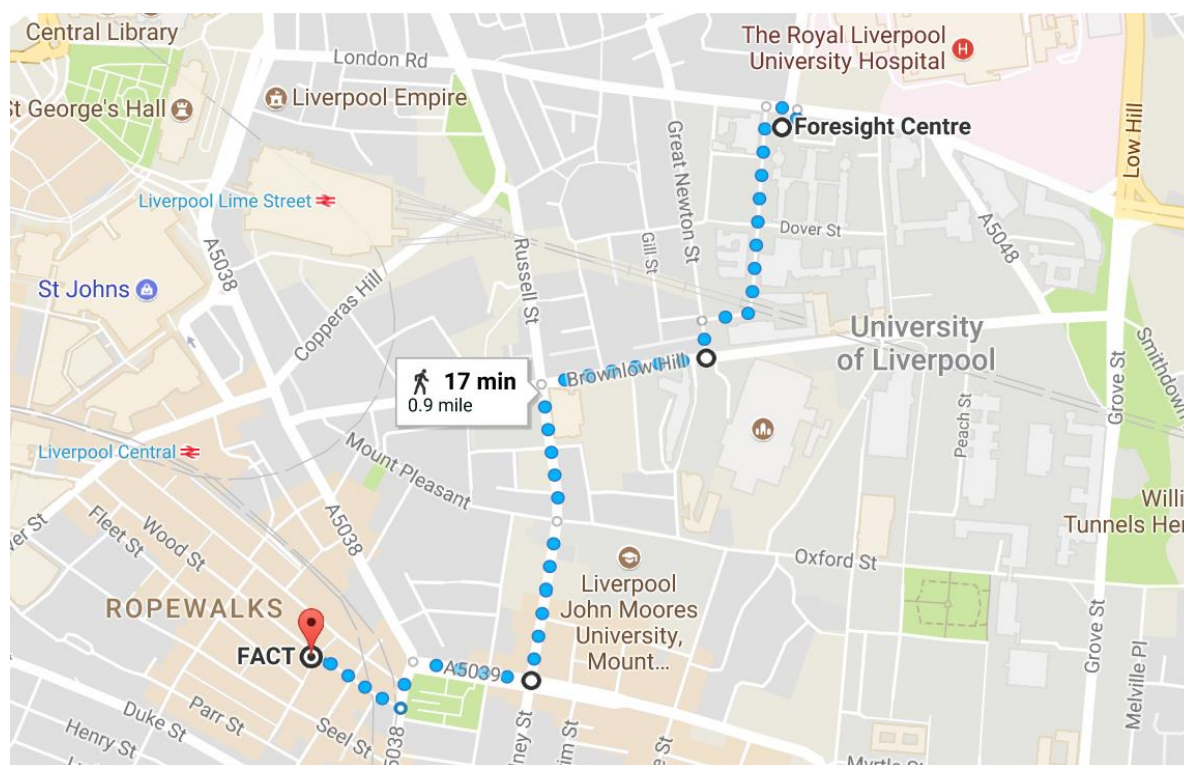 Central Library
London Rd
The Royal Liverpool
University Hospital
H
St George's Hall
Liverpool Empire
Foresight Centre
Low Hill
Great Newton St
Liverpool Lime Street
Dover St
A5048
Russell St
Gill St
A5038
St Johns
Copperas Hill
University
of Liverpool
Smithdown
Grove St
17 min
0.9 mile
Brownlow Hill
Peach St
Liverpool Central
Mount Pleasant
A5038
Willi
Tunnels Her
Fleet St
Wood St
Oxford St
Liverpool
John Moores
University,
Mount...
ROPEWALKS
FACT
A5039
Grove St
Melville Pl
Parr St
Duke St
Seel St
Henry St
5038
ney St
Myrtle St